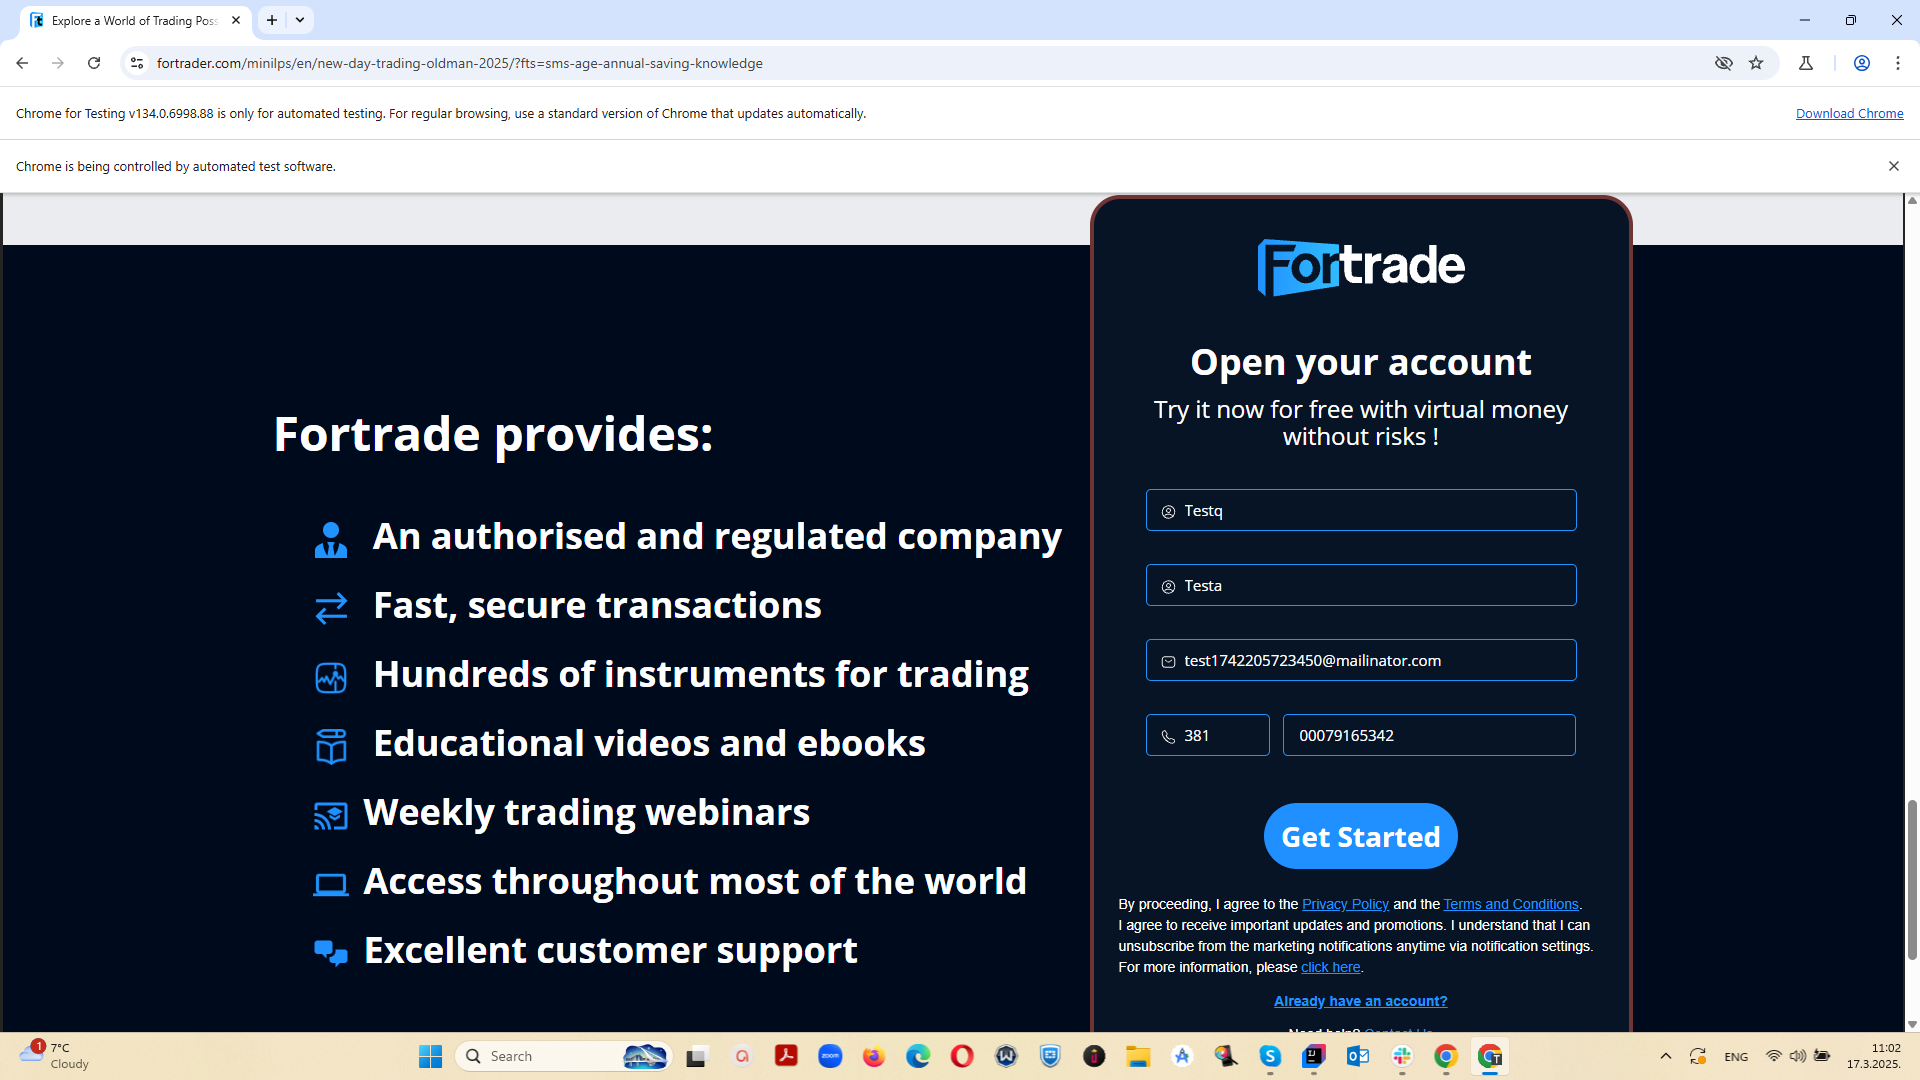 Explore a World of Trading Poss
fortrader.com/minilps/en/new-day-trading-oldman-2025/?fts=sms-age-annual-saving-knowledge
Chrome for Testing v134.0.6998.88 is only for automated testing. For regular browsing, use a standard version of Chrome that updates automatically.
Download Chrome
Chrome is being controlled by automated test software.
Fortrade
Open your account
Try it now for free with virtual money
without risks !
Fortrade provides:
An authorised and regulated company
Fast, secure transactions
Hundreds of instruments for trading
Educational videos and ebooks
Weekly trading webinars
Access throughout most of the world
Excellent customer support
Testq
Testa
test1742205723450@mailinator.com
381
00079165342
Get Started
By proceeding, I agree to the Privacy Policy and the Terms and Conditions.
I agree to receive important updates and promotions. I understand that I can
unsubscribe from the marketing notifications anytime via notification settings.
For more information, please click here.
Already have an account?
Need help? Contact Us
1
7°C
Cloudy
Search
zoom
ENG
11:02
17.3.2025.